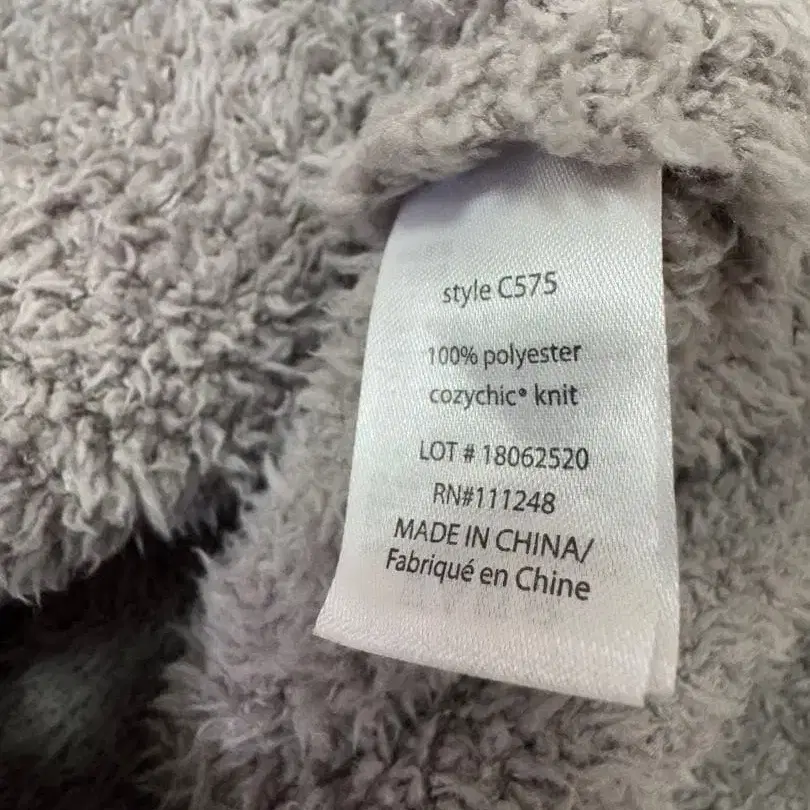 style C575
100% polyester
cozychic® knit
LOT # 18062520
RN#111248
MADE IN CHINA/
Fabriqué en Chine